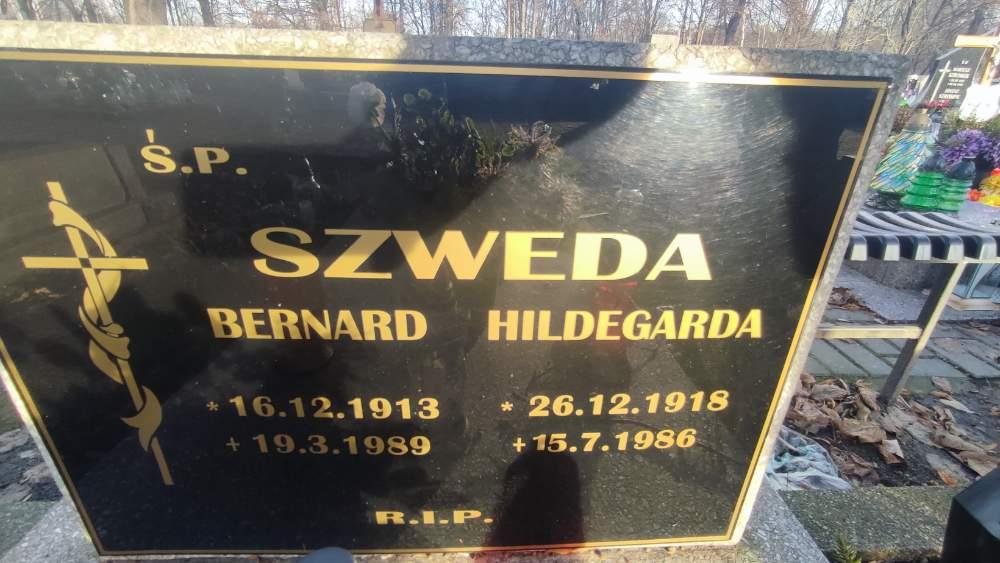 Ś.P.
SZWEDA
BERNARD HILDEGARDA
* 16.12.1913 * 26.12.1918
+ 19.3.1989 + 15.7.1986
R.I.P.